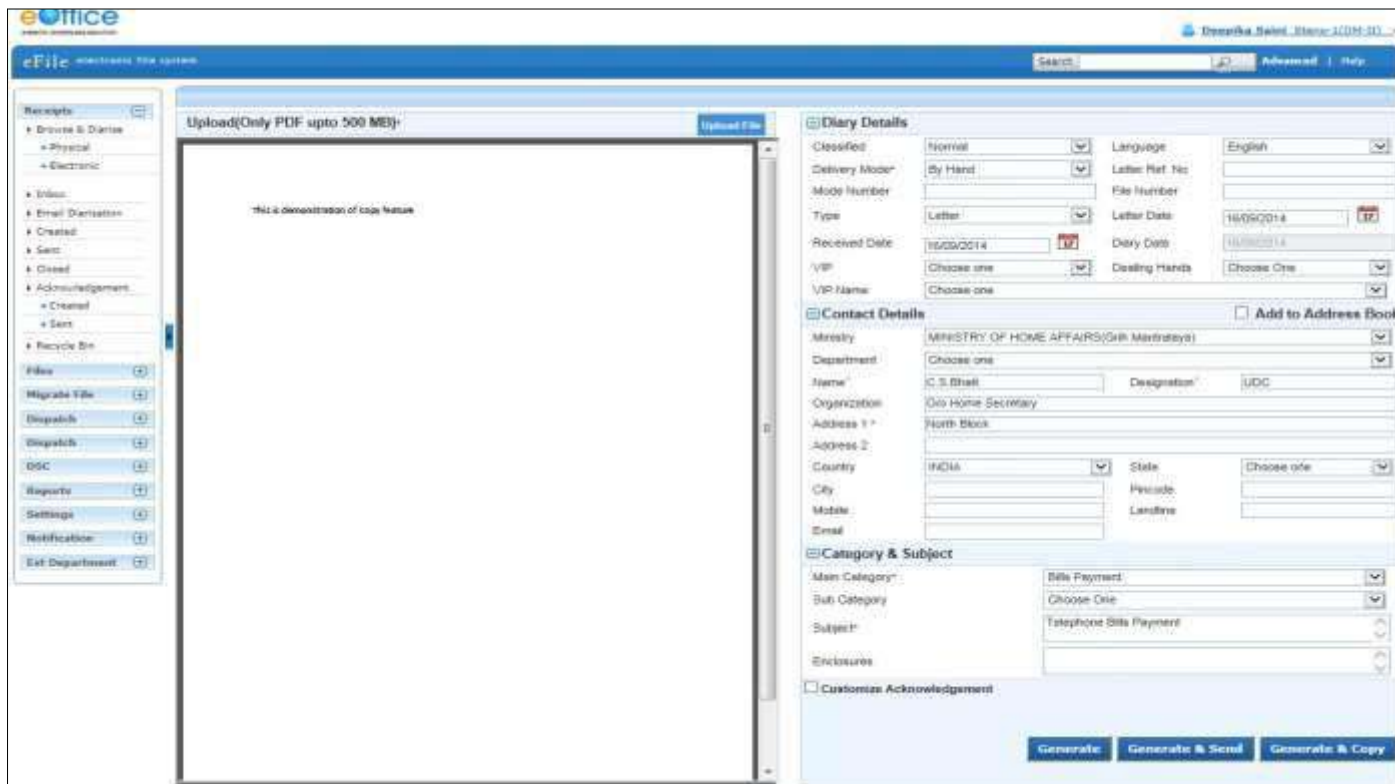 eOffice
Deepika Saini
eFile electronic file system
Search
Advanced | Help
Receipts
Browse & Diarise
Physical
Electronic
Inbox
Email Diarisation
Created
Sent
Closed
Acknowledgement
Created
Sent
Recycle Bin
Files
Migrate File
Dispatch
Dispatch
DSC
Reports
Settings
Notification
Ext Department
Upload(Only PDF upto 500 MB)*
Upload File
This is demonstration of copy feature
Diary Details
Classified Normal Language English
Delivery Mode* By Hand Letter Ref. No
Mode Number File Number
Type Letter Letter Date 16/09/2014
Received Date 16/09/2014 Diary Date 16/09/2014
VIP Choose one Dealing Hands Choose One
VIP Name Choose one
Contact Details Add to Address Book
Ministry MINISTRY OF HOME AFFAIRS(Grih Mantralaya)
Department Choose one
Name* Designation* UDC
Organization O/o Home Secretary
Address 1 * North Block
Address 2
Country INDIA State Choose one
City Pincode
Mobile Landline
Email
Category & Subject
Main Category* Bills Payment
Sub Category Choose One
Subject* Telephone Bills Payment
Enclosures
Customize Acknowledgement
Generate Generate & Send Generate & Copy